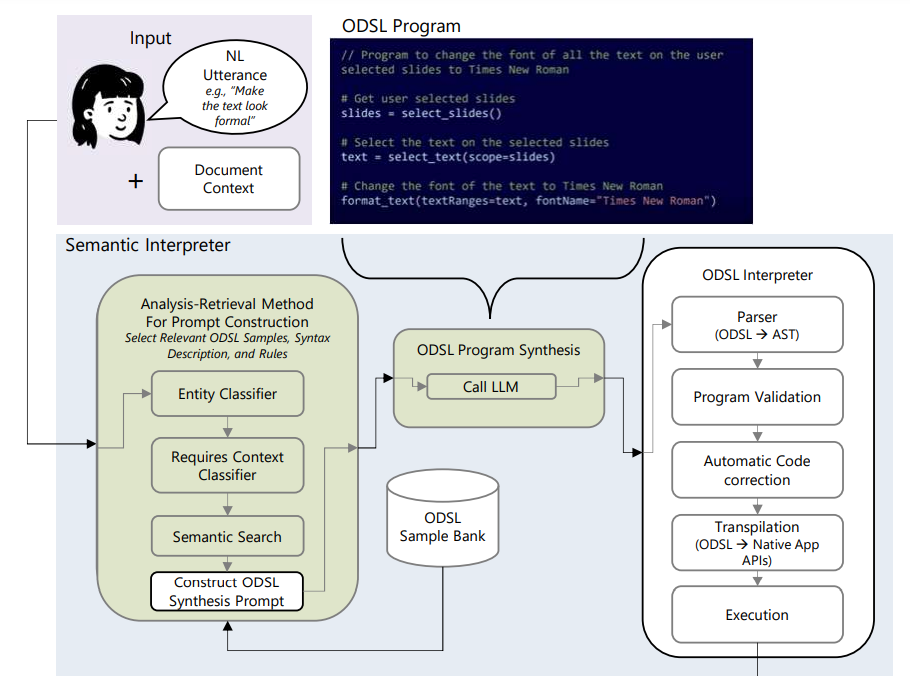 Input
NL
Utterance
e.g., "Make
the text look
formal"
+
Document
Context
ODSL Program
// Program to change the font of all the text on the user
selected slides to Times New Roman
# Get user selected slides
slides = select_slides()
# Select the text on the selected slides
text = select_text(scope=slides)
# Change the font of the text to Times New Roman
format_text(textRanges=text, fontName="Times New Roman")
Semantic Interpreter
Analysis-Retrieval Method
For Prompt Construction
Select Relevant ODSL Samples, Syntax
Description, and Rules
Entity Classifier
Requires Context
Classifier
Semantic Search
Construct ODSL
Synthesis Prompt
ODSL Program Synthesis
Call LLM
ODSL
Sample Bank
ODSL Interpreter
Parser
(ODSL → AST)
Program Validation
Automatic Code
correction
Transpilation
(ODSL → Native App
APIs)
Execution